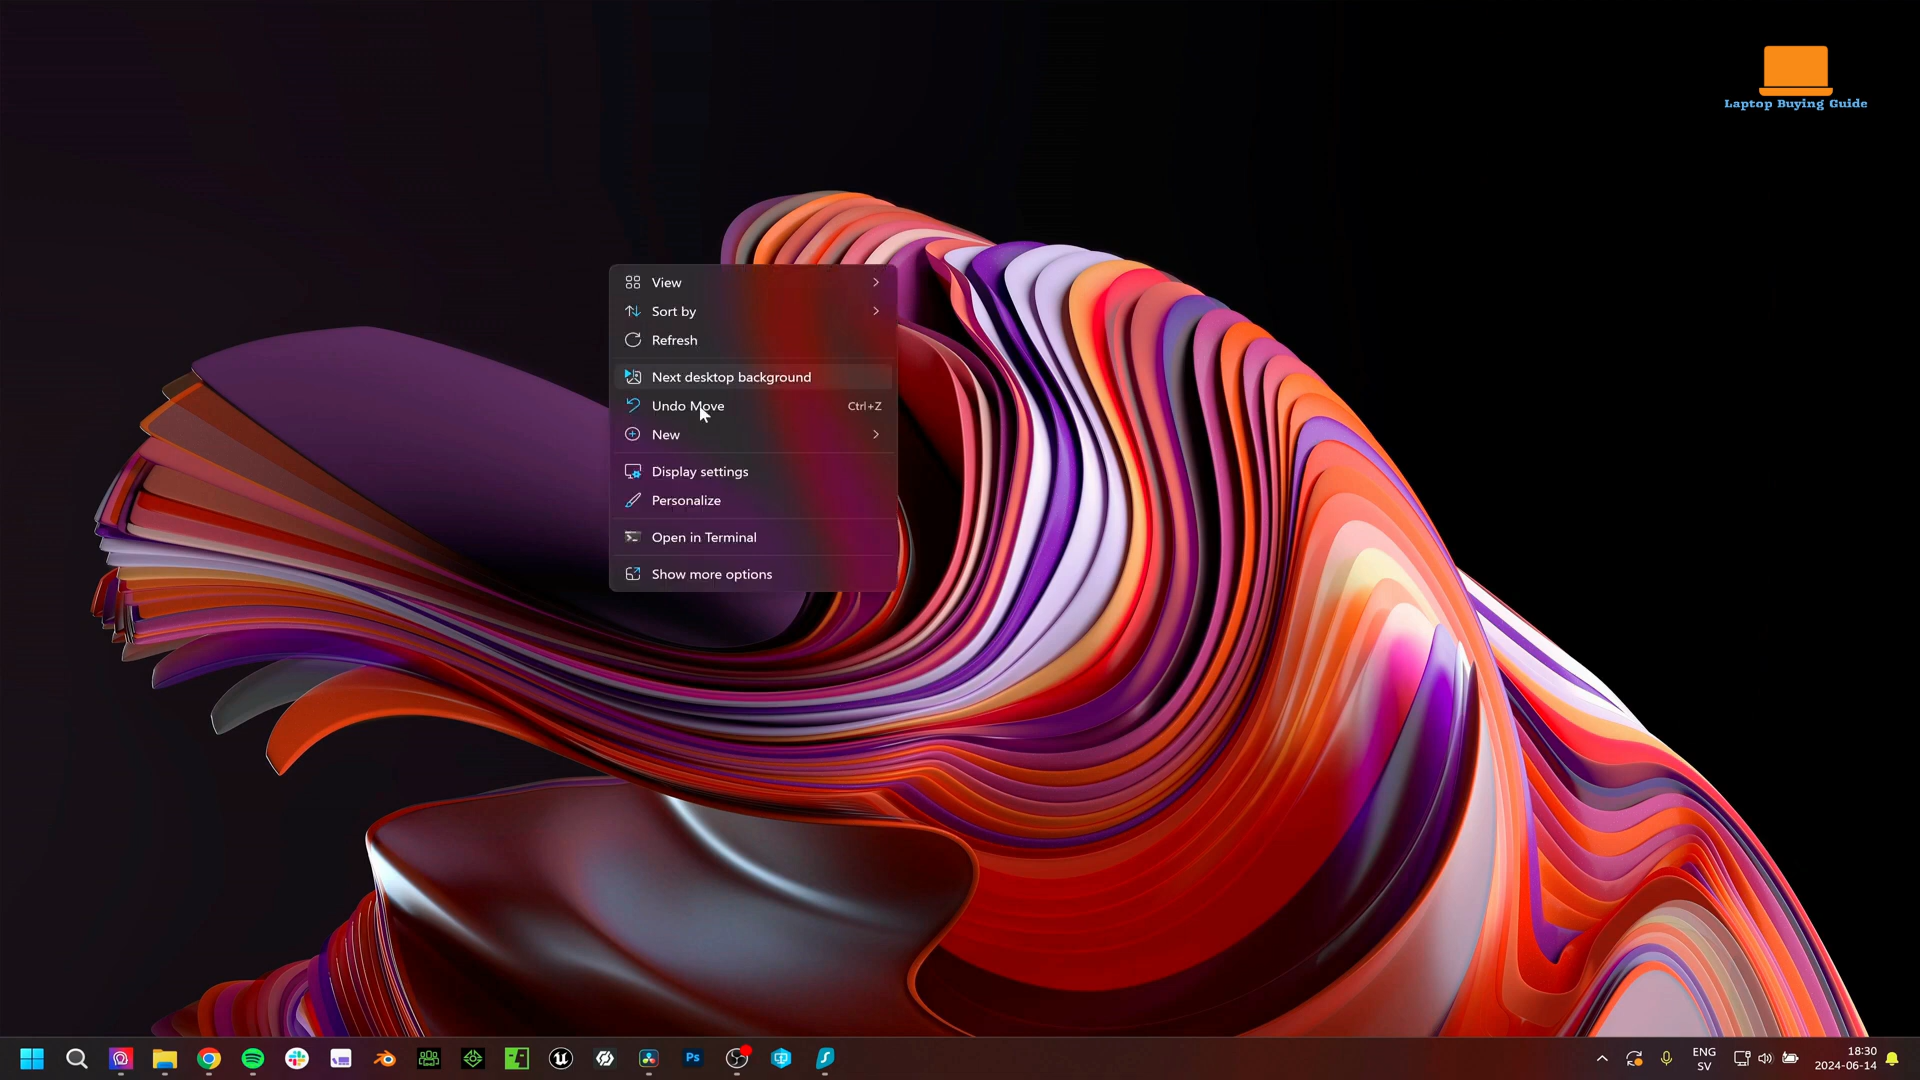 Laptop Buying Guide
View
Sort by
Refresh
Next desktop background
Undo Move Ctrl+Z
New
Display settings
Personalize
Open in Terminal
Show more options
Ps
ENG
SV
18:30
2024-06-14